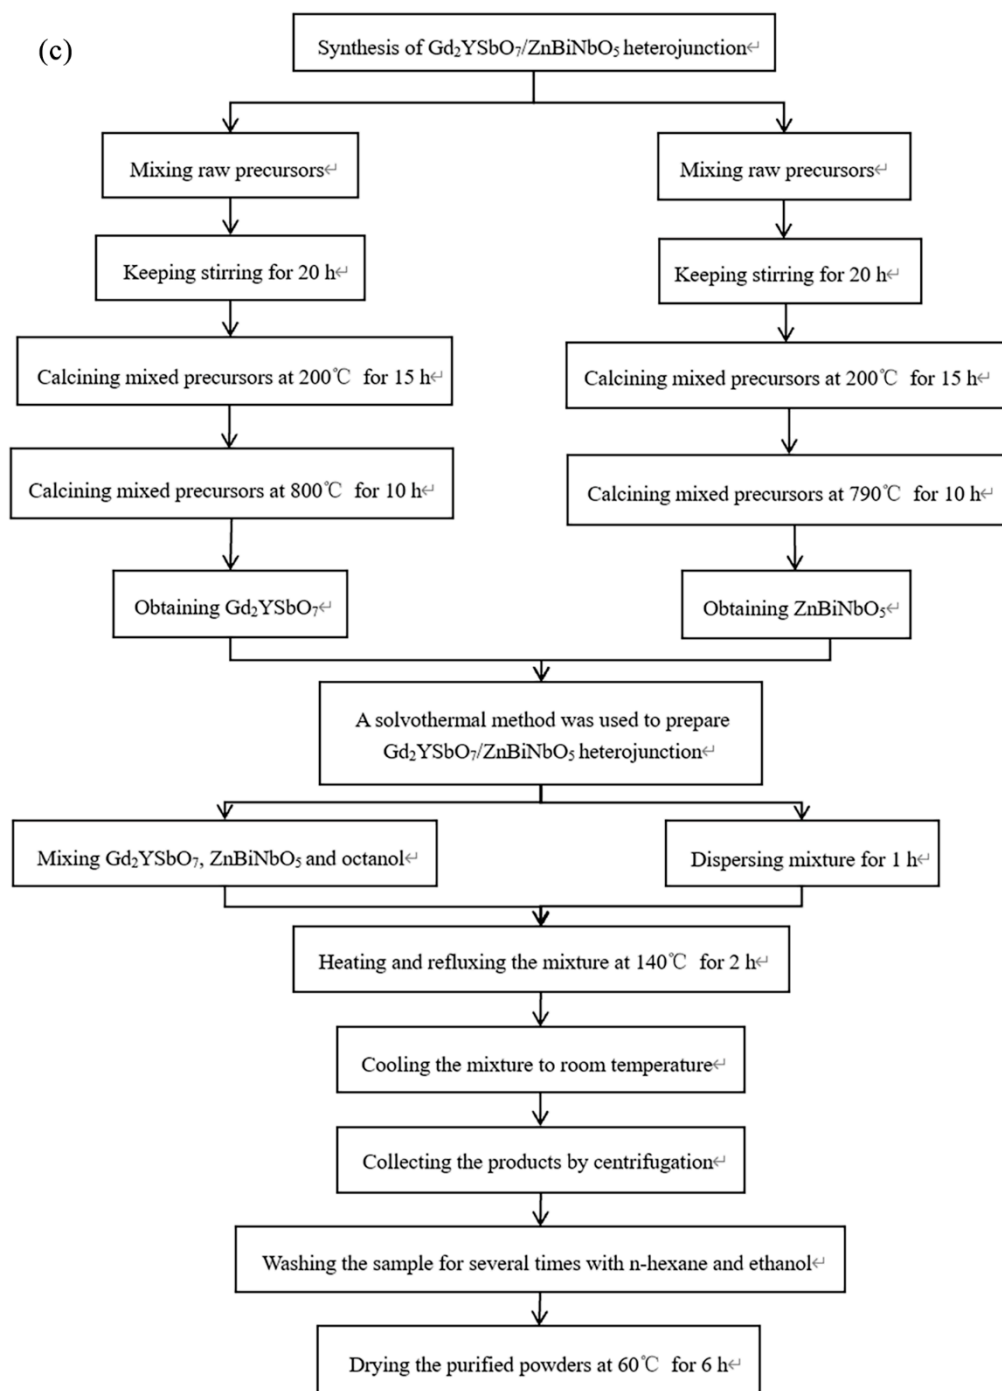 (c)
Synthesis of Gd₂YSbO₇/ZnBiNbO₅ heterojunction↵
Mixing raw precursors↵
Mixing raw precursors↵
Keeping stirring for 20 h↵
Keeping stirring for 20 h↵
Calcining mixed precursors at 200℃ for 15 h↵
Calcining mixed precursors at 200℃ for 15 h↵
Calcining mixed precursors at 800℃ for 10 h↵
Calcining mixed precursors at 790℃ for 10 h↵
Obtaining Gd₂YSbO₇↵
Obtaining ZnBiNbO₅↵
A solvothermal method was used to prepare
Gd₂YSbO₇/ZnBiNbO₅ heterojunction↵
Mixing Gd₂YSbO₇, ZnBiNbO₅ and octanol↵
Dispersing mixture for 1 h↵
Heating and refluxing the mixture at 140℃ for 2 h↵
Cooling the mixture to room temperature↵
Collecting the products by centrifugation↵
Washing the sample for several times with n-hexane and ethanol↵
Drying the purified powders at 60℃ for 6 h↵